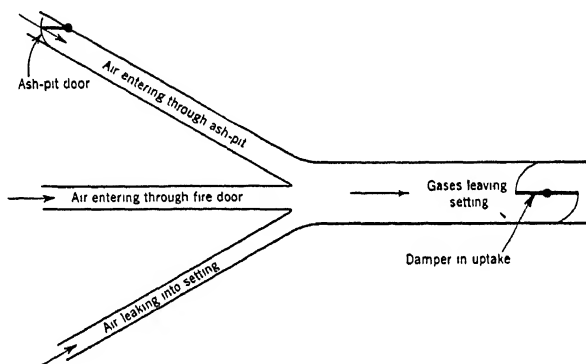 Ash-pit door
Air entering through ash-pit
Air entering through fire door
Gases leaving
setting
Damper in uptake
Air leaking into setting